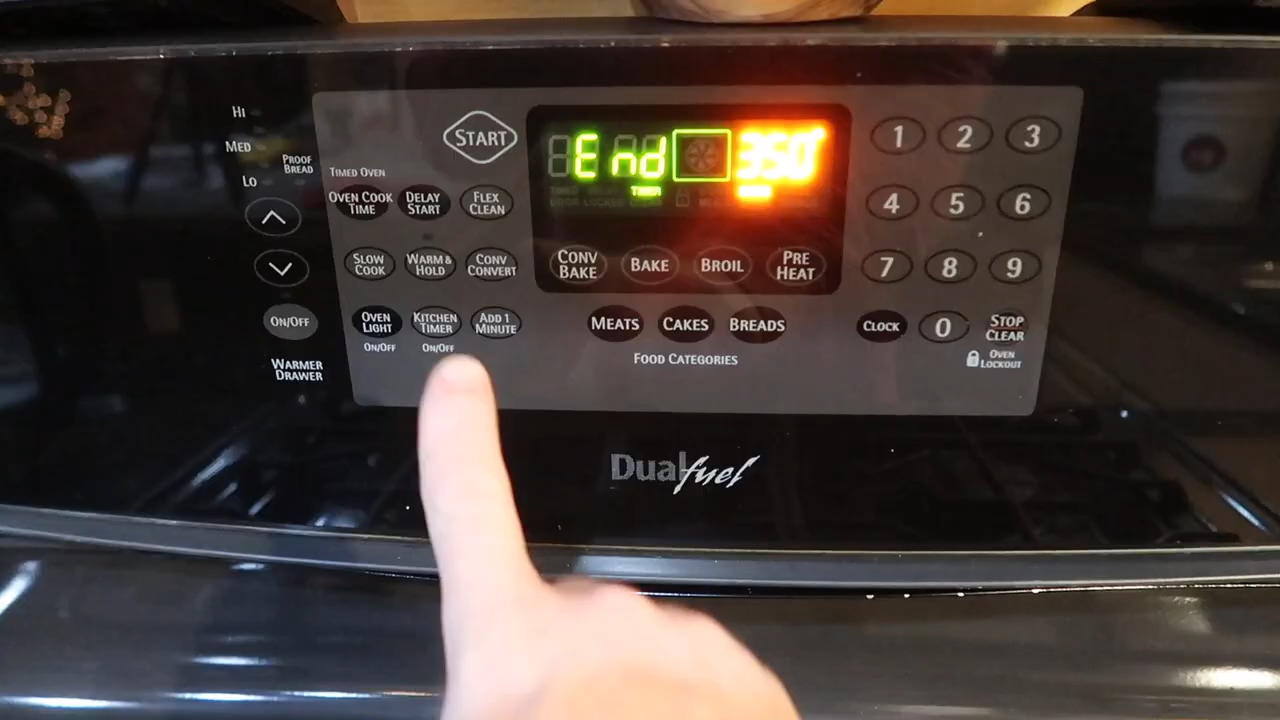 HI
MED
PROOF
BREAD
LO
ON/OFF
WARMER
DRAWER
START
TIMED OVEN
OVEN COOK
TIME
DELAY
START
FLEX
CLEAN
SLOW
COOK
WARM &
HOLD
CONV
CONVERT
OVEN
LIGHT
ON/OFF
KITCHEN
TIMER
ON/OFF
ADD 1
MINUTE
End 350°
TIMER
CONV
BAKE
BAKE
BROIL
PRE
HEAT
MEATS CAKES BREADS
FOOD CATEGORIES
1 2 3
4 5 6
7 8 9
CLOCK 0 STOP
CLEAR
OVEN
LOCKOUT
Dualfuel